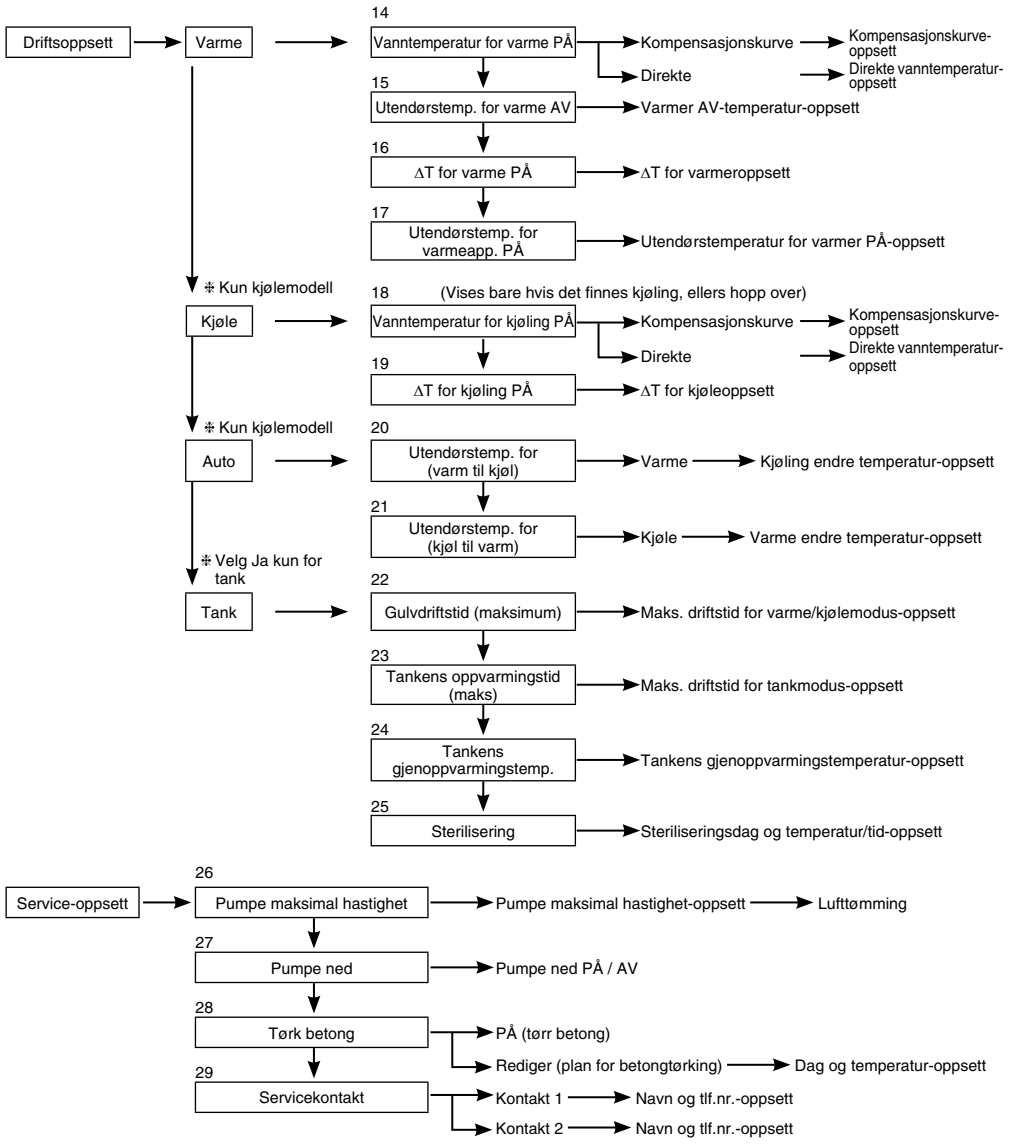 14
Driftsoppsett
Varme
Vanntemperatur for varme PÅ
Kompensasjonskurve
Kompensasjonskurve-
oppsett
Direkte
Direkte vanntemperatur-
oppsett
15
Utendørstemp. for varme AV
Varmer AV-temperatur-oppsett
16
ΔT for varme PÅ
ΔT for varmeroppsett
17
Utendørstemp. for
varmeapp. PÅ
Utendørstemperatur for varmer PÅ-oppsett
⁜ Kun kjølemodell
18
(Vises bare hvis det finnes kjøling, ellers hopp over)
Kjøle
Vanntemperatur for kjøling PÅ
Kompensasjonskurve
Kompensasjonskurve-
oppsett
Direkte
Direkte vanntemperatur-
oppsett
19
ΔT for kjøling PÅ
ΔT for kjøleoppsett
⁜ Kun kjølemodell
20
Auto
Utendørstemp. for
(varm til kjøl)
Varme
Kjøling endre temperatur-oppsett
21
Utendørstemp. for
(kjøl til varm)
Kjøle
Varme endre temperatur-oppsett
⁜ Velg Ja kun for
tank
22
Tank
Gulvdriftstid (maksimum)
Maks. driftstid for varme/kjølemodus-oppsett
23
Tankens oppvarmingstid
(maks)
Maks. driftstid for tankmodus-oppsett
24
Tankens
gjenoppvarmingstemp.
Tankens gjenoppvarmingstemperatur-oppsett
25
Sterilisering
Steriliseringsdag og temperatur/tid-oppsett
26
Service-oppsett
Pumpe maksimal hastighet
Pumpe maksimal hastighet-oppsett
Lufttømming
27
Pumpe ned
Pumpe ned PÅ / AV
28
Tørk betong
PÅ (tørr betong)
Rediger (plan for betongtørking)
Dag og temperatur-oppsett
29
Servicekontakt
Kontakt 1
Navn og tlf.nr.-oppsett
Kontakt 2
Navn og tlf.nr.-oppsett